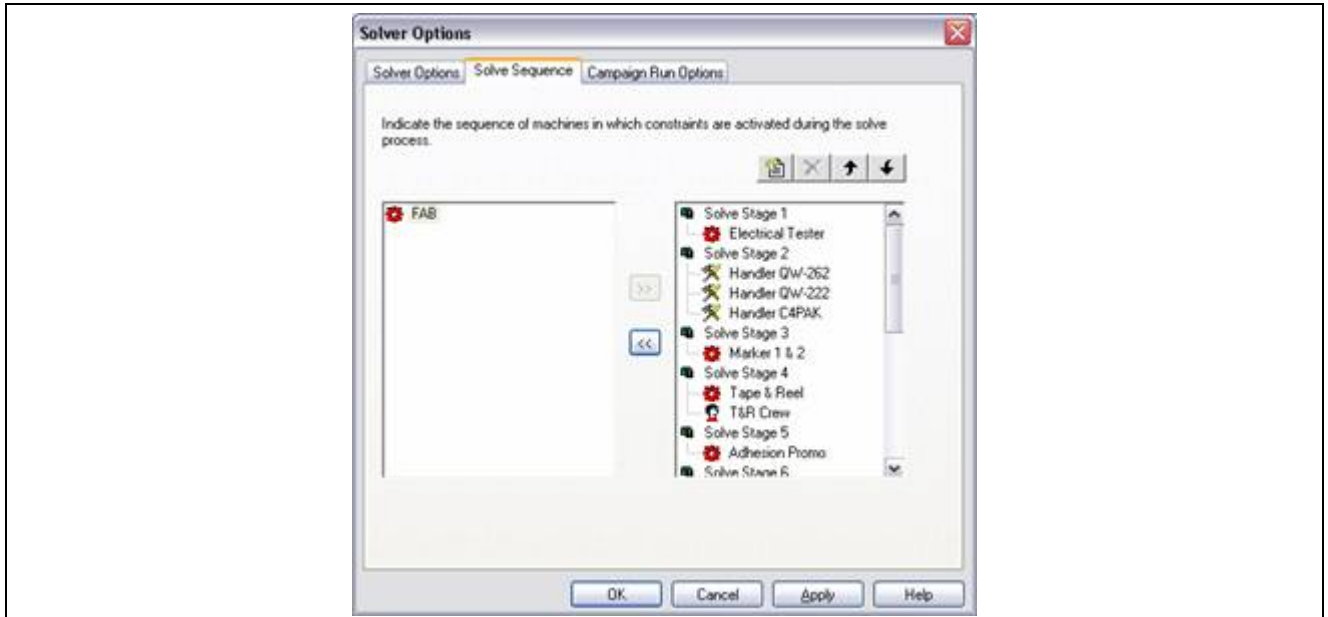 Solver Options
Solver Options Solve Sequence Campaign Run Options
Indicate the sequence of machines in which constraints are activated during the solve
process.
FAB
>>
<<
Solve Stage 1
Electrical Tester
Solve Stage 2
Handler QW-262
Handler QW-222
Handler C4PAK
Solve Stage 3
Marker 1 & 2
Solve Stage 4
Tape & Reel
T&R Crew
Solve Stage 5
Adhesion Promo
Solve Stage 6
OK Cancel Apply Help